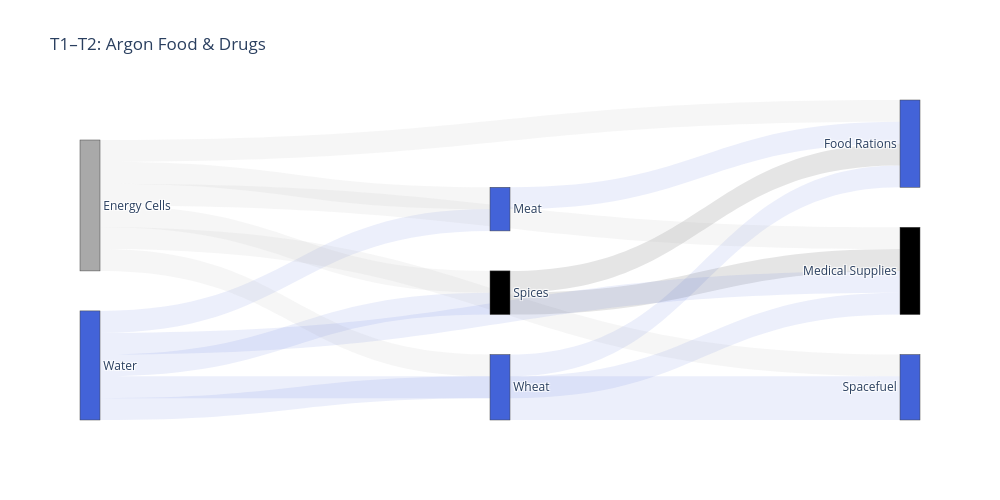 T1–T2: Argon Food & Drugs
Food Rations
Energy Cells
Meat
Medical Supplies
Spices
Water
Wheat
Spacefuel